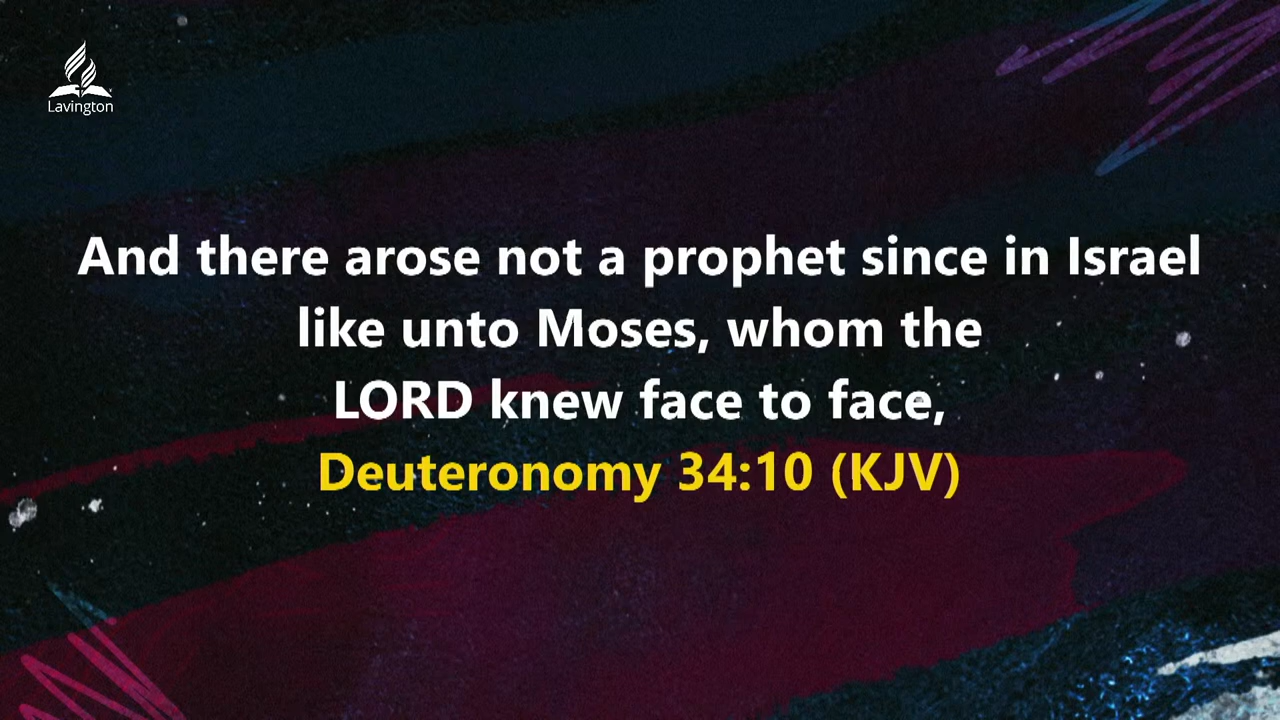 Lavington
And there arose not a prophet since in Israel
like unto Moses, whom the
LORD knew face to face,
Deuteronomy 34:10 (KJV)